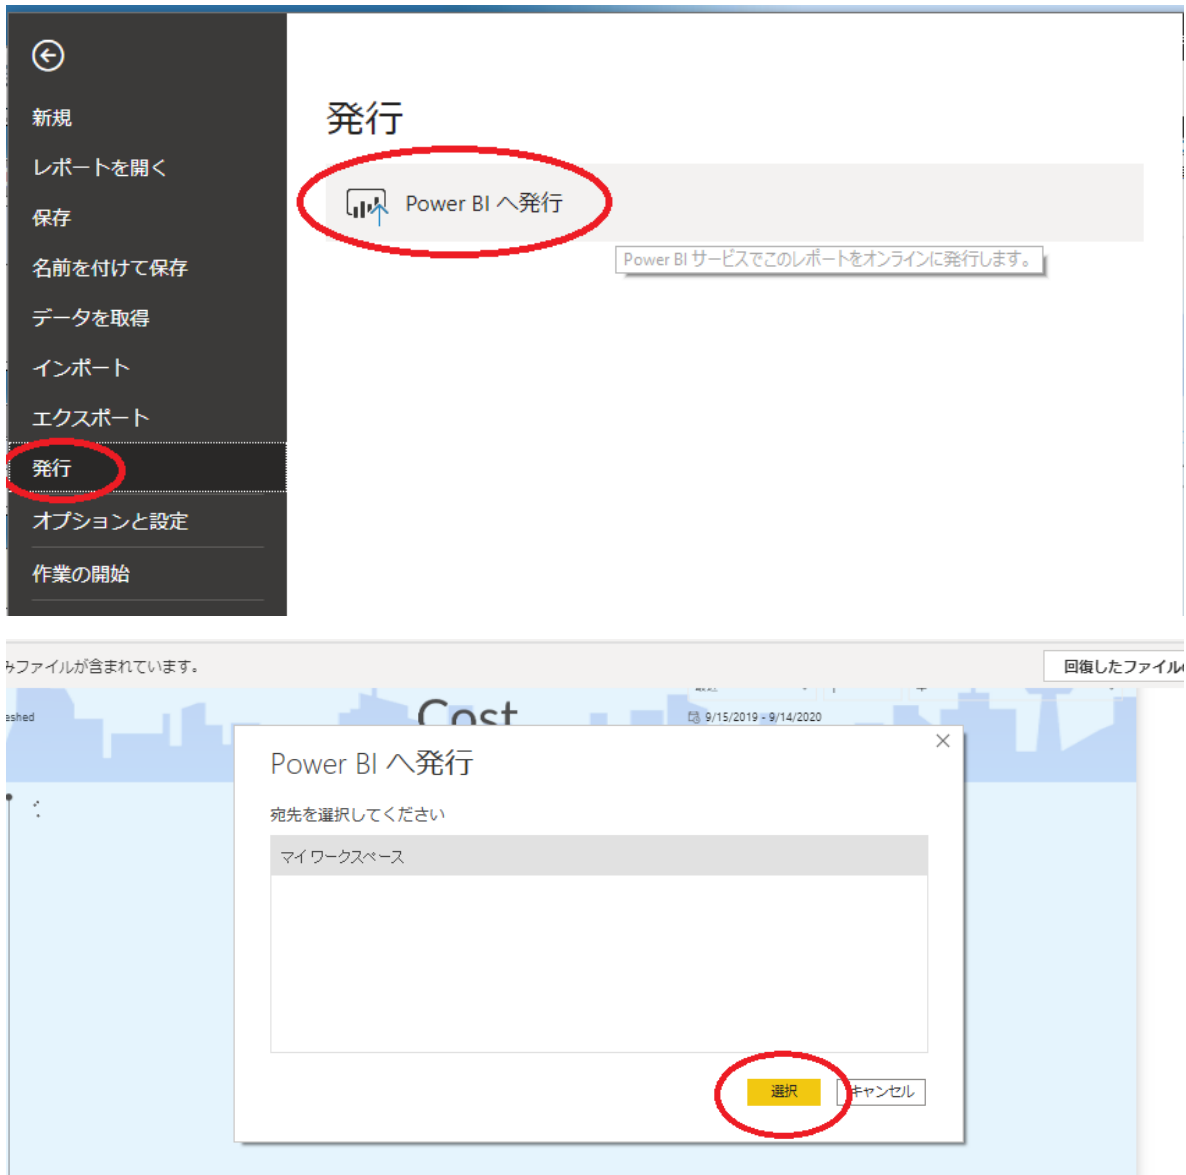 新規
レポートを開く
保存
名前を付けて保存
データを取得
インポート
エクスポート
発行
オプションと設定
作業の開始
発行
Power BI へ発行
Power BI サービスでこのレポートをオンラインに発行します。
ファイルが含まれています。
回復したファイル
eshed
Cost
9/15/2019 - 9/14/2020
Power BI へ発行
宛先を選択してください
マイ ワークスペース
選択
キャンセル